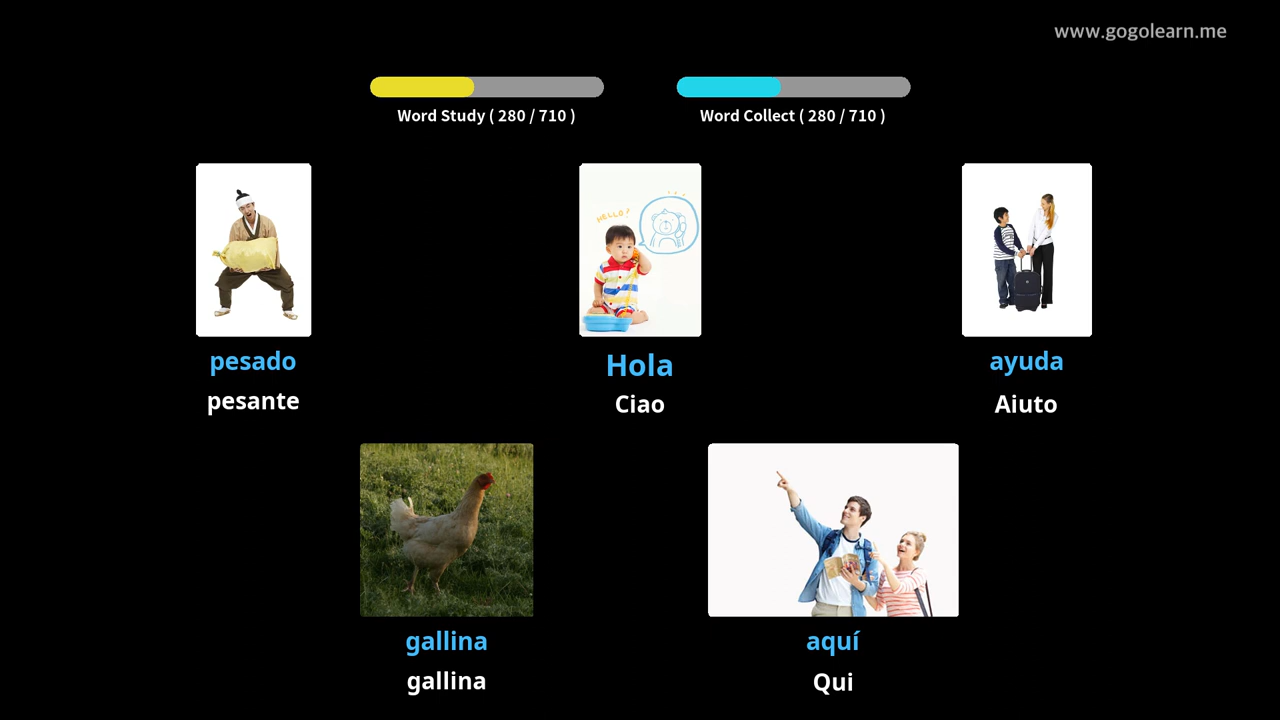 www.gogolearn.me
Word Study ( 280 / 710 )
Word Collect ( 280 / 710 )
HELLO?
pesado
pesante
Hola
Ciao
ayuda
Aiuto
gallina
gallina
aquí
Qui